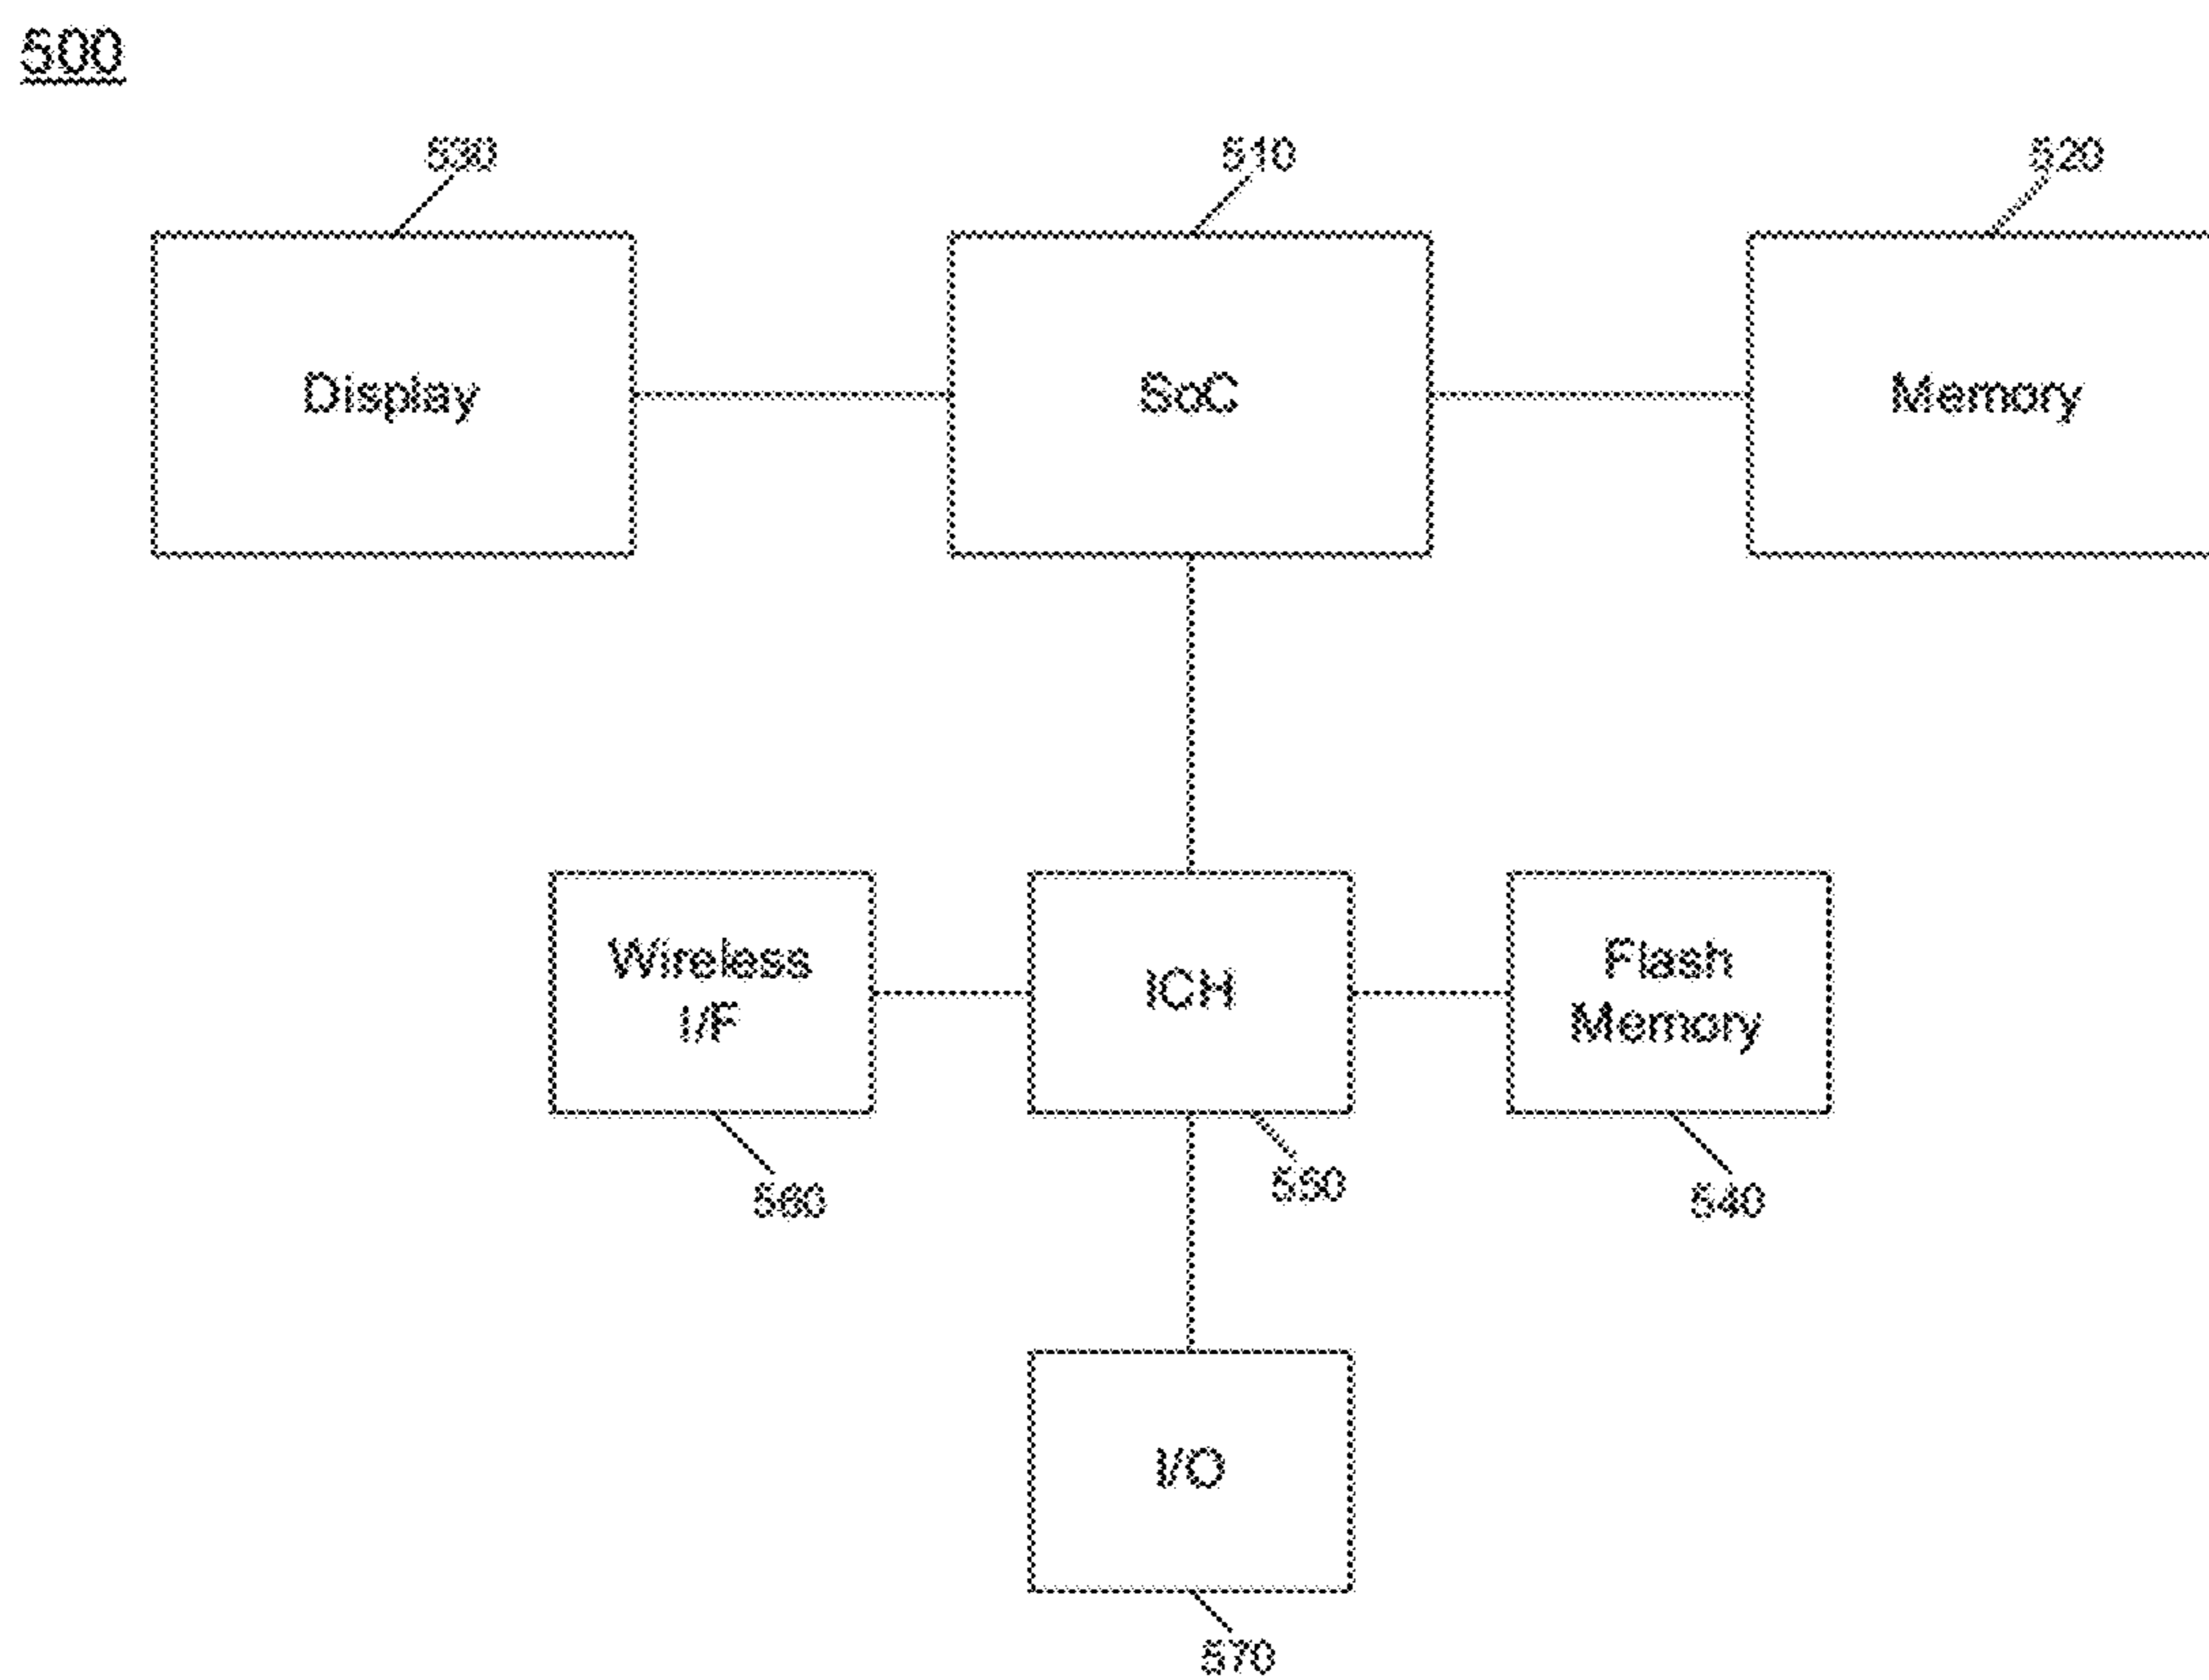 500
530
510
520
Display
SoC
Memory
Wireless
I/F
ICH
Flash
Memory
560
550
540
I/O
570